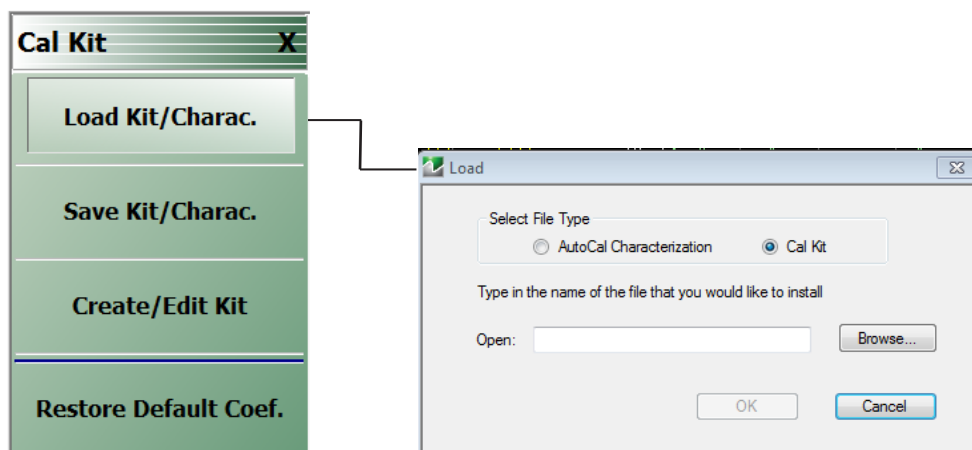 Cal Kit X
Load Kit/Charac.
Save Kit/Charac.
Create/Edit Kit
Restore Default Coef.
Load
Select File Type
AutoCal Characterization Cal Kit
Type in the name of the file that you would like to install
Open: Browse...
OK Cancel